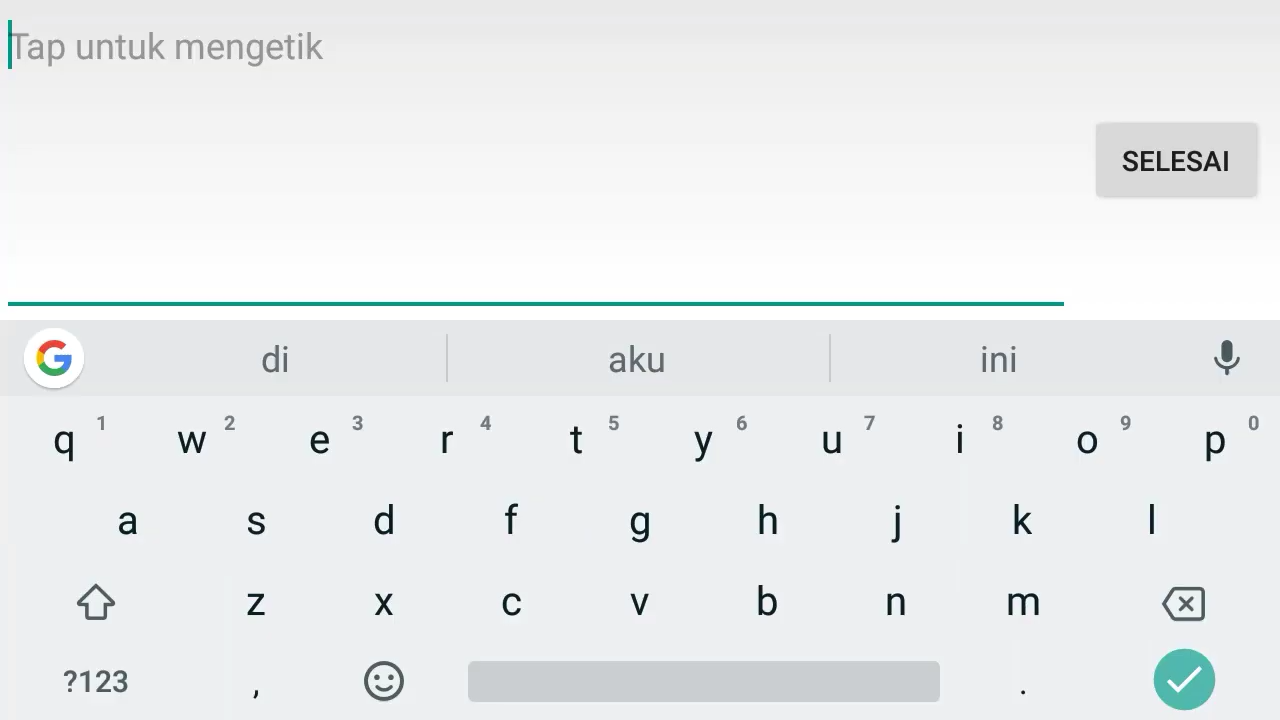 Tap untuk mengetik
SELESAI
di aku ini
q 1 w 2 e 3 r 4 t 5 y 6 u 7 i 8 o 9 p 0
a s d f g h j k l
z x c v b n m
?123 , .